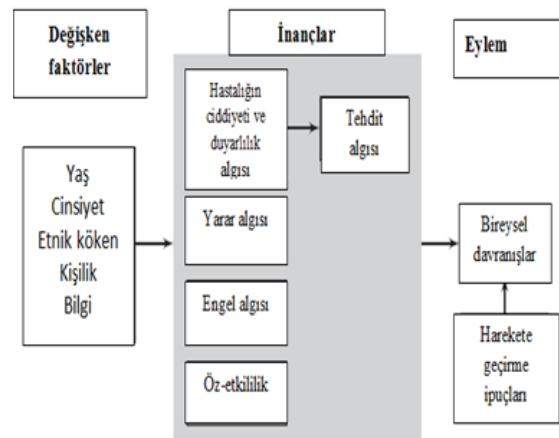 Değişken
faktörler
İnançlar
Eylem
Yaş
Cinsiyet
Etnik köken
Kişilik
Bilgi
Hastalığın
ciddiyeti ve
duyarlılık
algısı
Tehdit
algısı
Yarar algısı
Engel algısı
Öz-etkililik
Bireysel
davranışlar
Harekete
geçirme
ipuçları